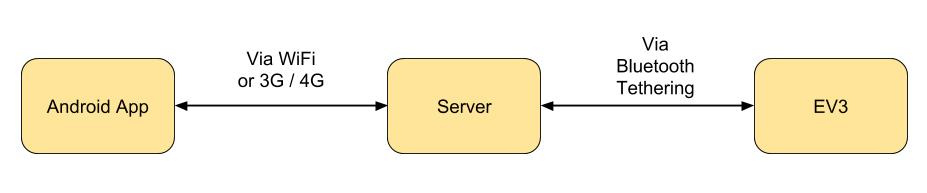 Android App
Via WiFi
or 3G / 4G
Server
Via
Bluetooth
Tethering
EV3